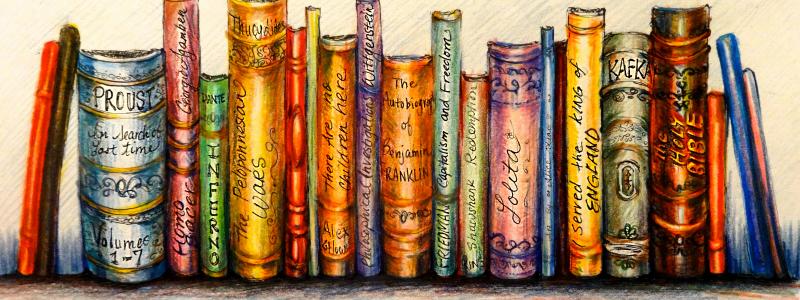 PROUST
In Search of
Lost Time
Volumes
1-7
Giorgio Agamben
Homo
Sacer
DANTE
INFERNO
Thucydides
The Peloponnesian
Wars
There Are No
Children Here
Alex
Wittgenstein
Philosophical Investigations
The
Autobiography
of
Benjamin
FRANKLIN
Capitalism and Freedom
FRIEDMAN
Shawshank Redemption
Lolita
I served the KING of
ENGLAND
KAFKA
The Holy
BIBLE